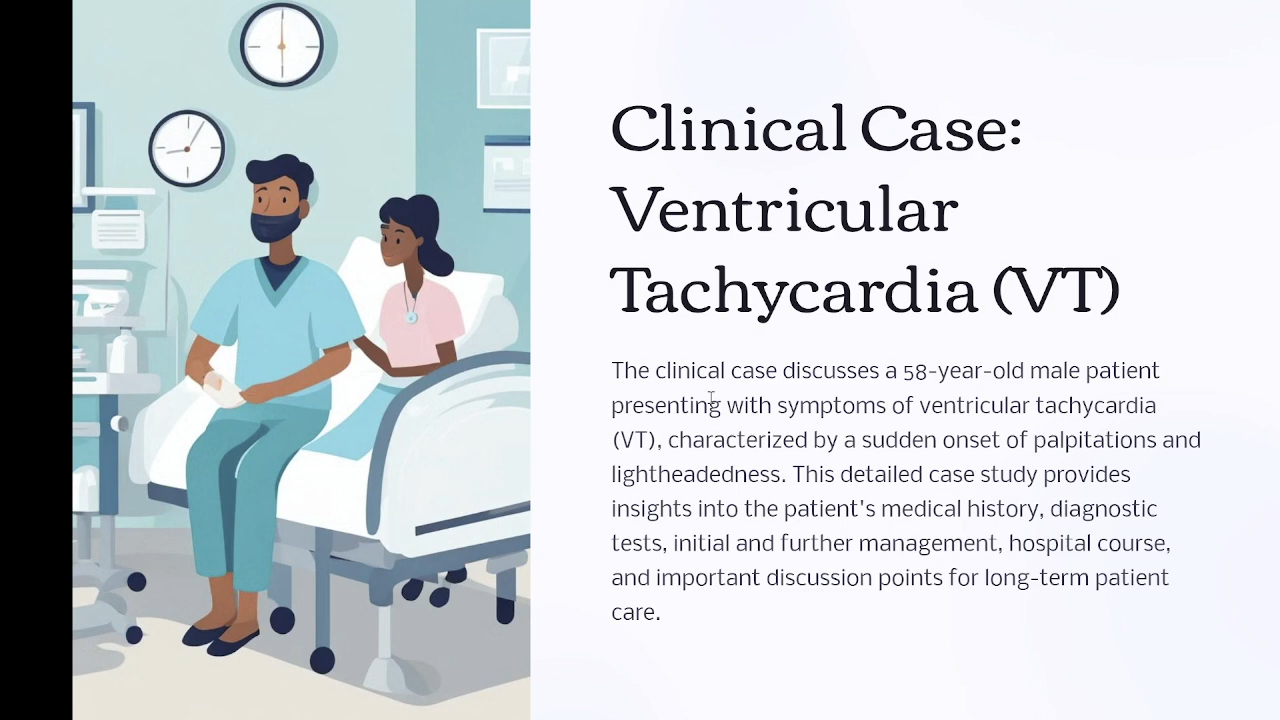 Clinical Case:
Ventricular
Tachycardia (VT)
The clinical case discusses a 58-year-old male patient
presenting with symptoms of ventricular tachycardia
(VT), characterized by a sudden onset of palpitations and
lightheadedness. This detailed case study provides
insights into the patient's medical history, diagnostic
tests, initial and further management, hospital course,
and important discussion points for long-term patient
care.